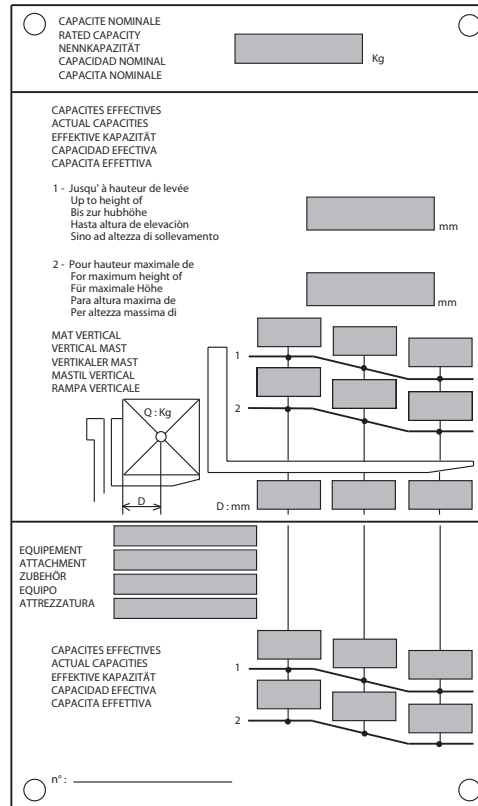 CAPACITE NOMINALE
RATED CAPACITY
NENNKAPAZITÄT
CAPACIDAD NOMINAL
CAPACITA NOMINALE
Kg
CAPACITES EFFECTIVES
ACTUAL CAPACITIES
EFFEKTIVE KAPAZITÄT
CAPACIDAD EFECTIVA
CAPACITA EFFETTIVA
1 - Jusqu' à hauteur de levée
Up to height of
Bis zur hubhöhe
Hasta altura de elevaciòn
Sino ad altezza di sollevamento
mm
2 - Pour hauteur maximale de
For maximum height of
Für maximale Höhe
Para altura maxima de
Per altezza massima di
mm
MAT VERTICAL
VERTICAL MAST
VERTIKALER MAST
MASTIL VERTICAL
RAMPA VERTICALE
1
2
Q : Kg
D
D : mm
EQUIPEMENT
ATTACHMENT
ZUBEHÖR
EQUIPO
ATTREZZATURA
CAPACITES EFFECTIVES
ACTUAL CAPACITIES
EFFEKTIVE KAPAZITÄT
CAPACIDAD EFECTIVA
CAPACITA EFFETTIVA
1
2
n° :